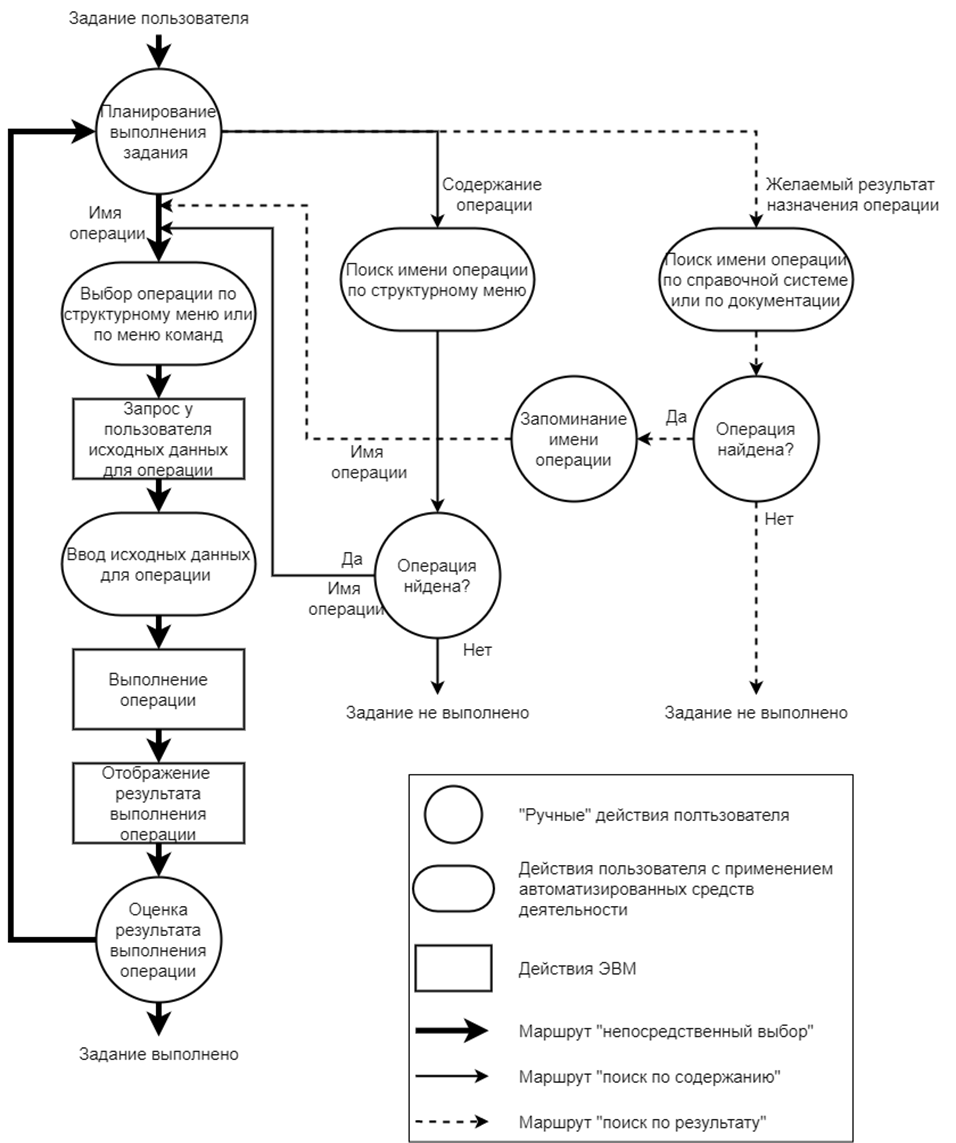 Задание пользователя
Планирование
выполнения
задания
Содержание
операции
Желаемый результат
назначения операции
Имя
операции
Поиск имени операции
по структурному меню
Поиск имени операции
по справочной системе
или по документации
Выбор операции по
структурному меню или
по меню команд
Запоминание
имени
операции
Да
Операция
найдена?
Запрос у
пользователя
исходных данных
для операции
Имя
операции
Нет
Ввод исходных данных
для операции
Да
Имя
операции
Операция
нйдена?
Нет
Выполнение
операции
Задание не выполнено
Задание не выполнено
Отображение
результата
выполнения
операции
Оценка
результата
выполнения
операции
Задание выполнено
"Ручные" действия полтьзователя
Действия пользователя с применением
автоматизированных средств
деятельности
Действия ЭВМ
Маршрут "непосредственный выбор"
Маршрут "поиск по содержанию"
Маршрут "поиск по результату"